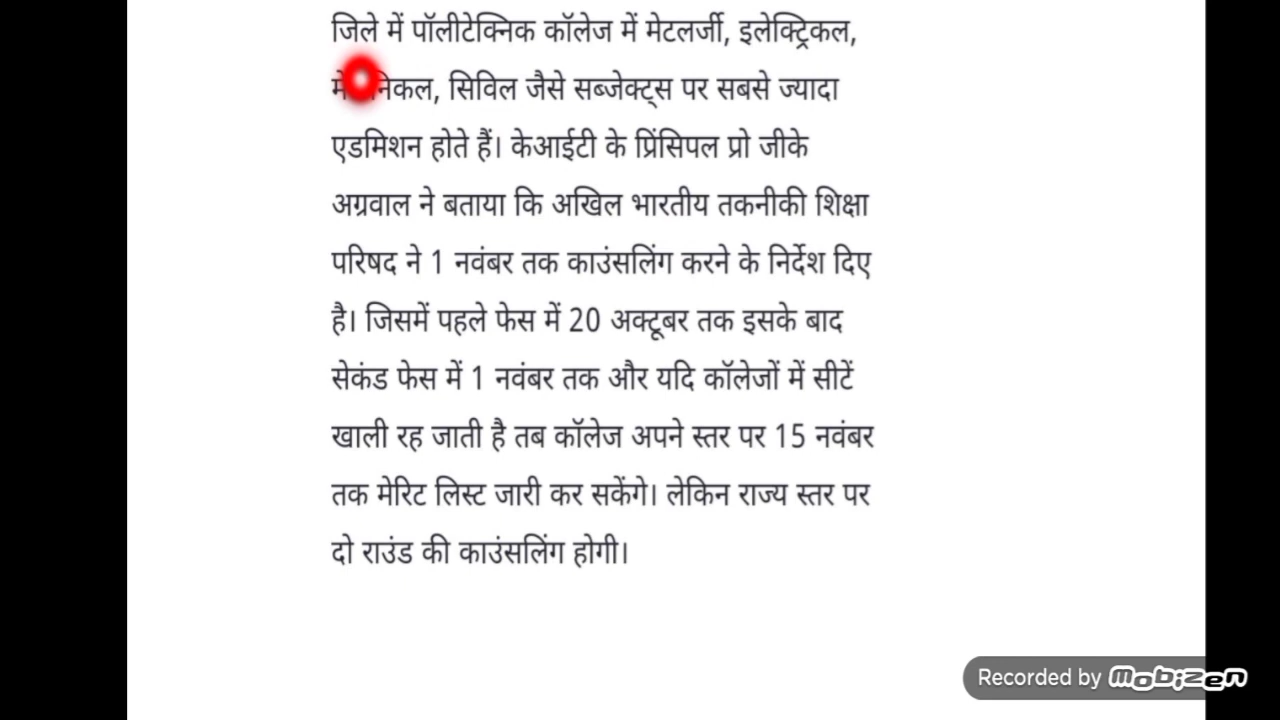 जिले में पॉलीटेक्निक कॉलेज में मेटलर्जी, इलेक्ट्रिकल,
सिविल जैसे सब्जेक्ट्स पर सबसे ज्यादा
एडमिशन होते हैं। केआईटी के प्रिंसिपल प्रो जीके
अग्रवाल ने बताया कि अखिल भारतीय तकनीकी शिक्षा
परिषद ने 1 नवंबर तक काउंसलिंग करने के निर्देश दिए
है। जिसमें पहले फेस में 20 अक्टूबर तक इसके बाद
सेकंड फेस में 1 नवंबर तक और यदि कॉलेजों में सीटें
खाली रह जाती है तब कॉलेज अपने स्तर पर 15 नवंबर
तक मेरिट लिस्ट जारी कर सकेंगे। लेकिन राज्य स्तर पर
दो राउंड की काउंसलिंग होगी।
Recorded by Mobizen